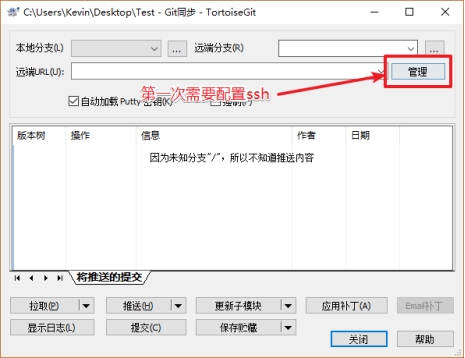 C:\Users\Kevin\Desktop\Test - Git同步 - TortoiseGit
本地分支(L)
...
远端分支(R)
...
远端URL(U):
管理
第一次需要配置ssh
自动加载 Putty 密钥(K)
版本树 操作 信息 作者 日期
因为未知分支"/"，所以不知道推送内容
将推送的提交
拉取(P) 推送(H) 更新子模块 应用补丁(A) Email补丁
显示日志(L) 提交(C) 保存贮藏
关闭 帮助